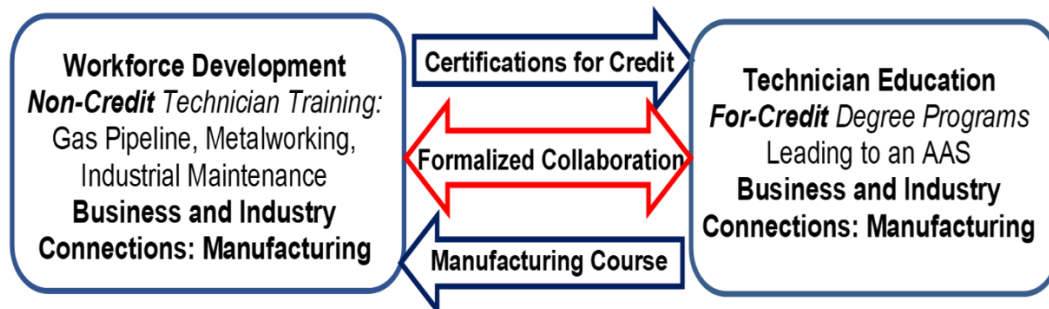 Workforce Development
Non-Credit Technician Training:
Gas Pipeline, Metalworking,
Industrial Maintenance
Business and Industry
Connections: Manufacturing
Certifications for Credit
Formalized Collaboration
Manufacturing Course
Technician Education
For-Credit Degree Programs
Leading to an AAS
Business and Industry
Connections: Manufacturing